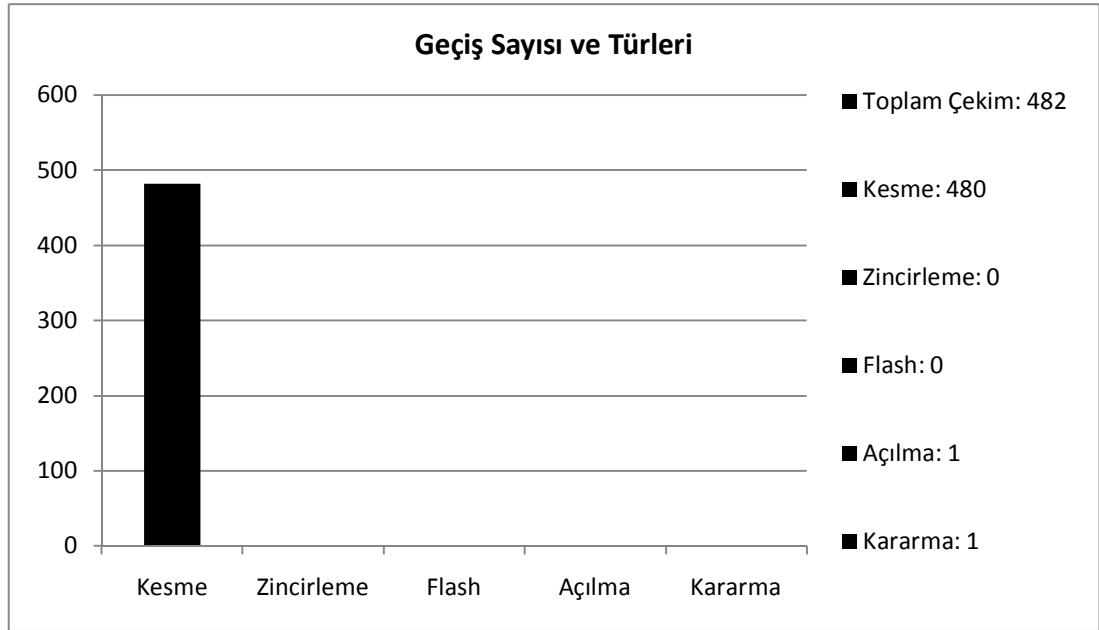 Geçiş Sayısı ve Türleri
600
500
400
300
200
100
0
Kesme
Zincirleme
Flash
Açılma
Kararma
Toplam Çekim: 482
Kesme: 480
Zincirleme: 0
Flash: 0
Açılma: 1
Kararma: 1